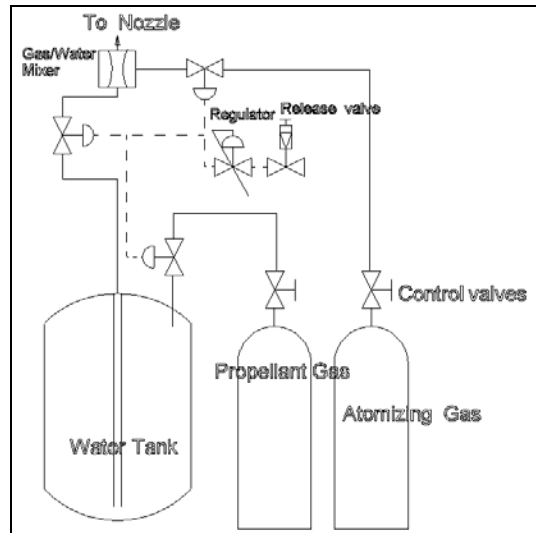 To Nozzle
Gas/Water
Mixer
Regulator
Release valve
Control valves
Propellant Gas
Atomizing Gas
Water Tank